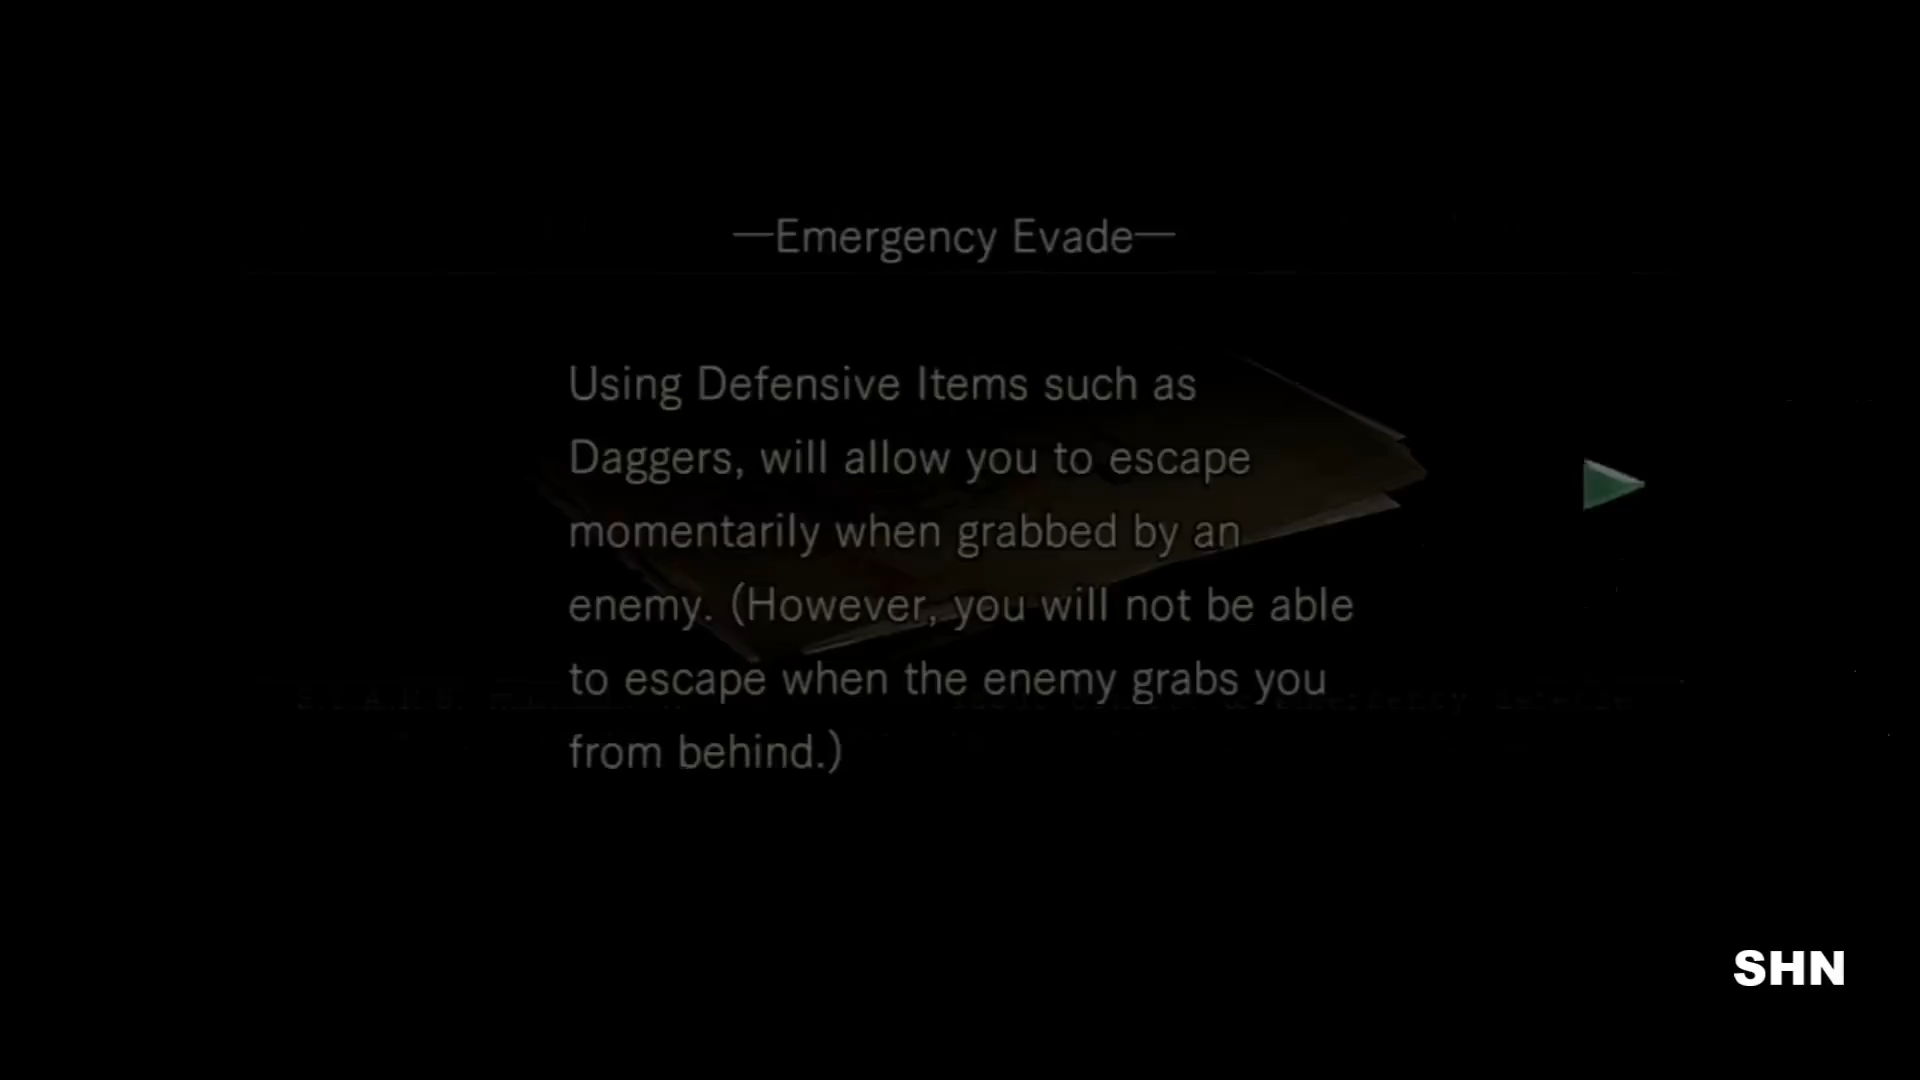 —Emergency Evade—
Using Defensive Items such as
Daggers, will allow you to escape
momentarily when grabbed by an
enemy. (However, you will not be able
to escape when the enemy grabs you
from behind.)
SHN